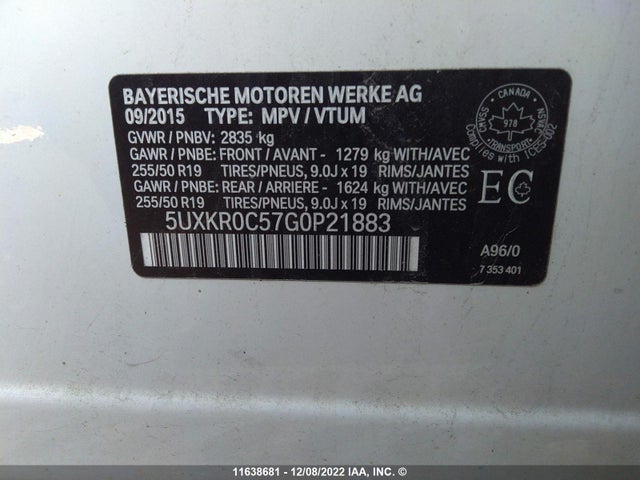 BAYERISCHE MOTOREN WERKE AG
09/2015 TYPE: MPV / VTUM
GVWR / PNBV: 2835 kg
GAWR / PNBE: FRONT / AVANT - 1279 kg WITH/AVEC
255/50 R19 TIRES/PNEUS, 9.0J x 19 RIMS/JANTES
GAWR / PNBE: REAR / ARRIERE - 1624 kg WITH/AVEC
255/50 R19 TIRES/PNEUS, 9.0J x 19 RIMS/JANTES
5UXKR0C57G0P21883
CANADA
978
TRANSPORT
CMVSS
NSVAC
Complies with ICES-002
EC
A96/0
7 353 401
11638681 - 12/08/2022 - IAA, INC. ©